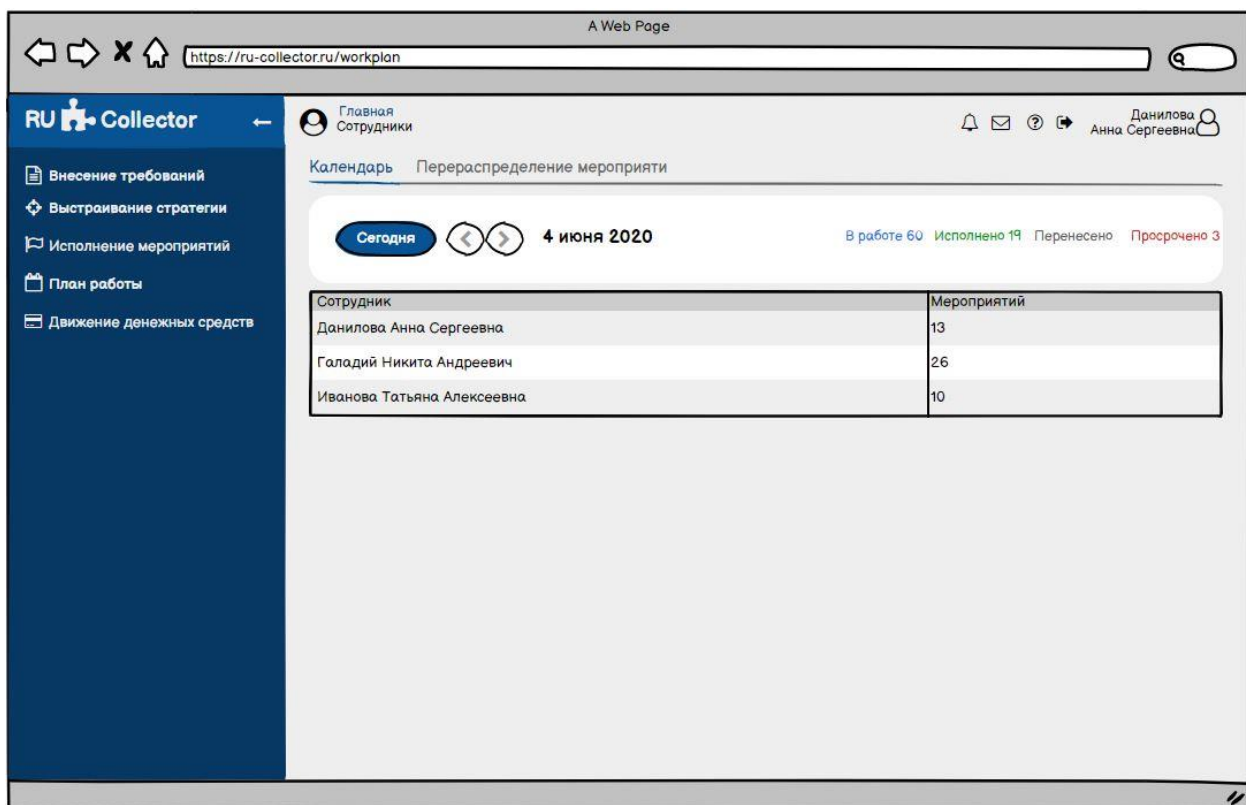 A Web Page
https://ru-collector.ru/workplan
RU Collector
Главная
Сотрудники
Данилова
Анна Сергеевна
Внесение требований
Выстраивание стратегии
Исполнение мероприятий
План работы
Движение денежных средств
Календарь Перераспределение мероприяти
Сегодня 4 июня 2020 В работе 60 Исполнено 19 Перенесено Просрочено 3
Сотрудник Мероприятий
Данилова Анна Сергеевна 13
Галадий Никита Андреевич 26
Иванова Татьяна Алексеевна 10